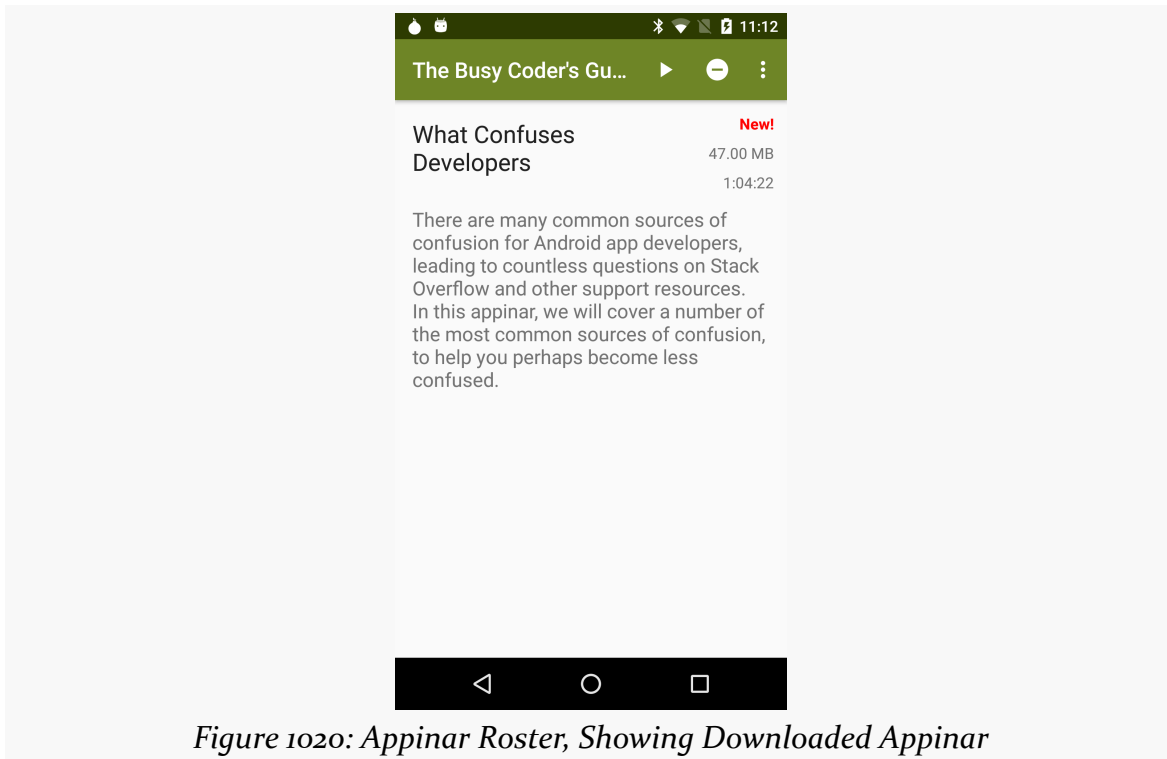 11:12
The Busy Coder's Gu...
What Confuses
Developers
New!
47.00 MB
1:04:22
There are many common sources of
confusion for Android app developers,
leading to countless questions on Stack
Overflow and other support resources.
In this appinar, we will cover a number of
the most common sources of confusion,
to help you perhaps become less
confused.
Figure 1020: Appinar Roster, Showing Downloaded Appinar